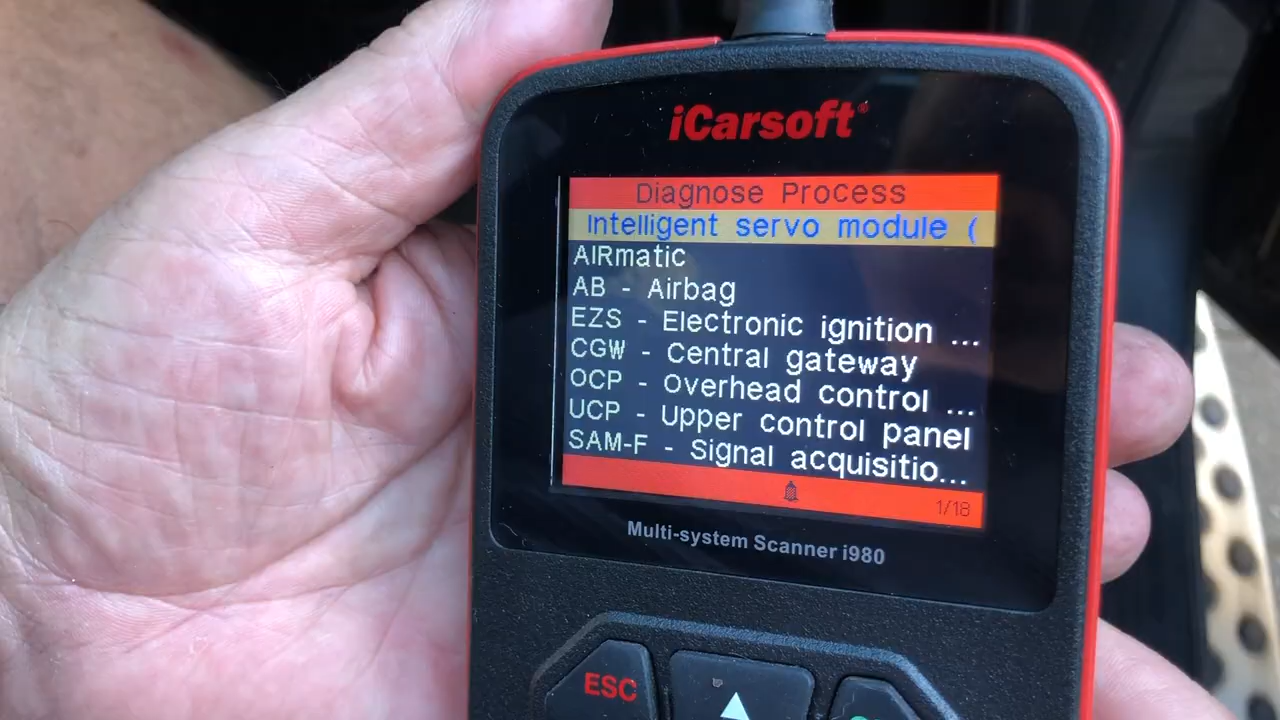 iCarsoft®
Diagnose Process
Intelligent servo module (
AIRmatic
AB - Airbag
EZS - Electronic ignition ...
CGW - Central gateway
OCP - Overhead control ...
UCP - Upper control panel
SAM-F - Signal acquisitio...
1/18
Multi-system Scanner i980
ESC